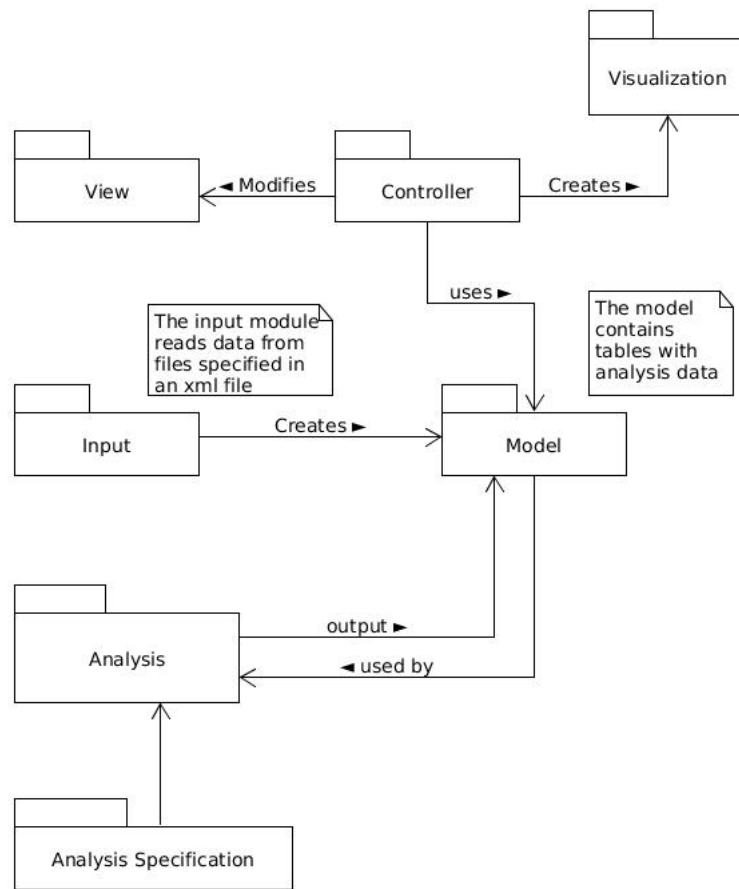 Visualization
View
◄ Modifies
Controller
Creates ►
uses ►
The input module
reads data from
files specified in
an xml file
The model
contains
tables with
analysis data
Input
Creates ►
Model
Analysis
output ►
◄ used by
Analysis Specification